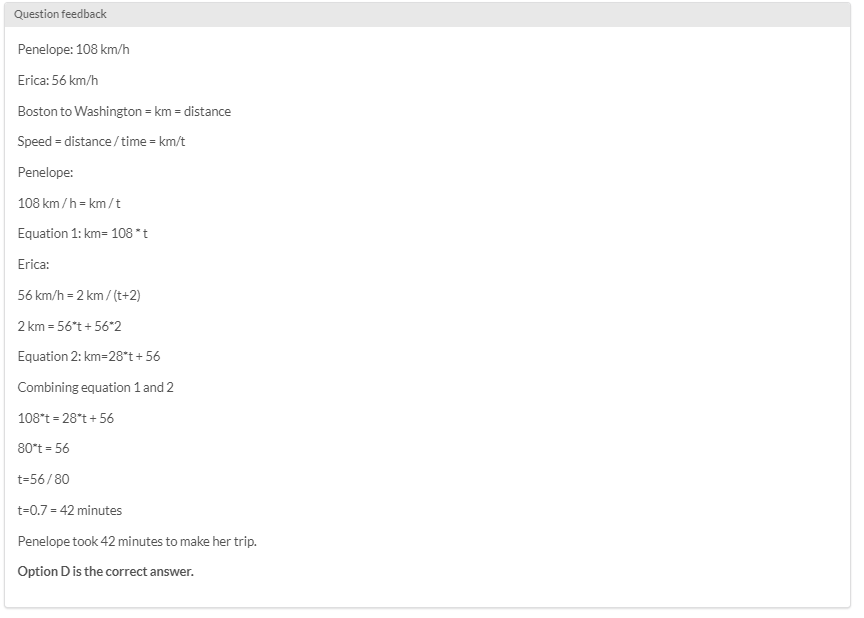 Question feedback
Penelope: 108 km/h
Erica: 56 km/h
Boston to Washington = km = distance
Speed = distance / time = km/t
Penelope:
108 km / h = km / t
Equation 1: km= 108 * t
Erica:
56 km/h = 2 km / (t+2)
2 km = 56*t + 56*2
Equation 2: km=28*t + 56
Combining equation 1 and 2
108*t = 28*t + 56
80*t = 56
t=56 / 80
t=0.7 = 42 minutes
Penelope took 42 minutes to make her trip.
Option D is the correct answer.